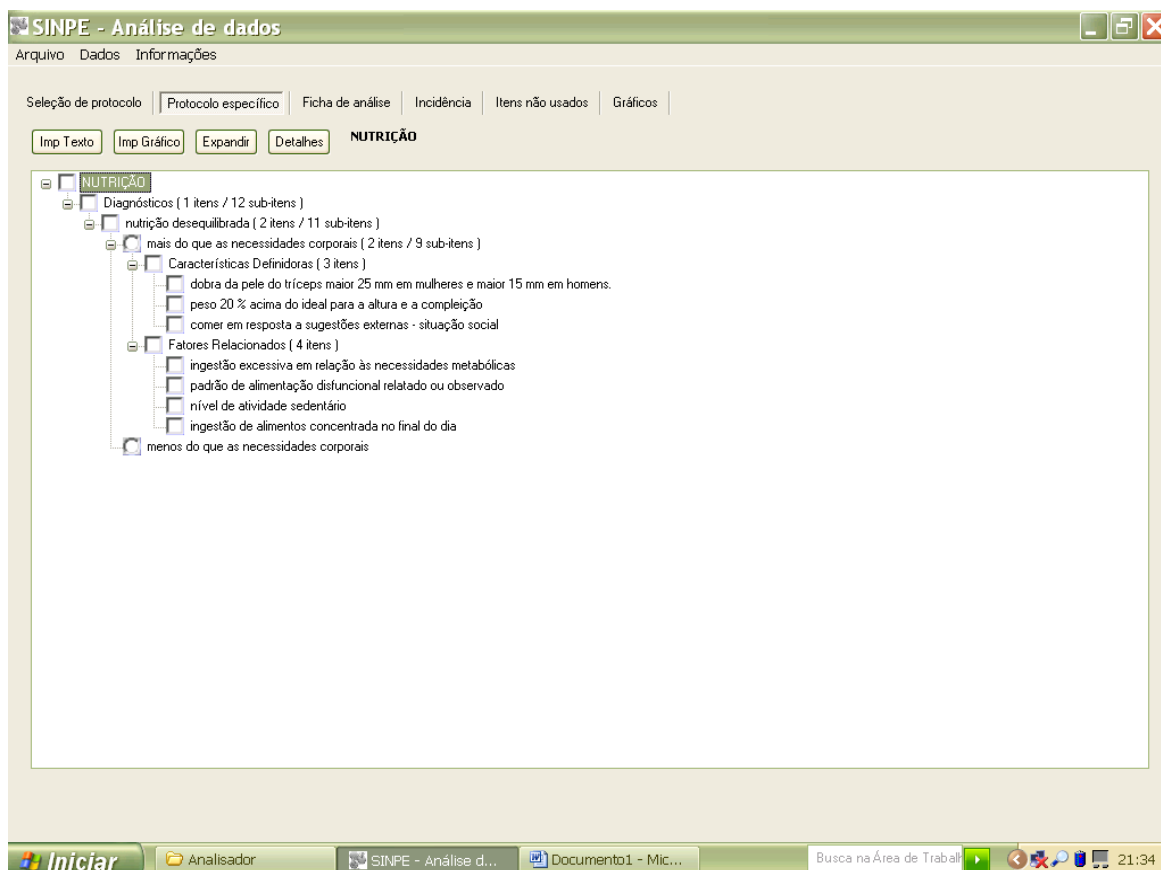 SINPE - Análise de dados
Arquivo Dados Informações
Seleção de protocolo Protocolo específico Ficha de análise Incidência Itens não usados Gráficos
Imp Texto Imp Gráfico Expandir Detalhes NUTRIÇÃO
NUTRIÇÃO
Diagnósticos ( 1 itens / 12 sub-itens )
nutrição desequilibrada ( 2 itens / 11 sub-itens )
mais do que as necessidades corporais ( 2 itens / 9 sub-itens )
Características Definidoras ( 3 itens )
dobra da pele do tríceps maior 25 mm em mulheres e maior 15 mm em homens.
peso 20 % acima do ideal para a altura e a compleição
comer em resposta a sugestões externas - situação social
Fatores Relacionados ( 4 itens )
ingestão excessiva em relação às necessidades metabólicas
padrão de alimentação disfuncional relatado ou observado
nível de atividade sedentário
ingestão de alimentos concentrada no final do dia
menos do que as necessidades corporais
Iniciar Analisador SINPE - Análise d... Documento1 - Mic... Busca na Área de Trabalh 21:34